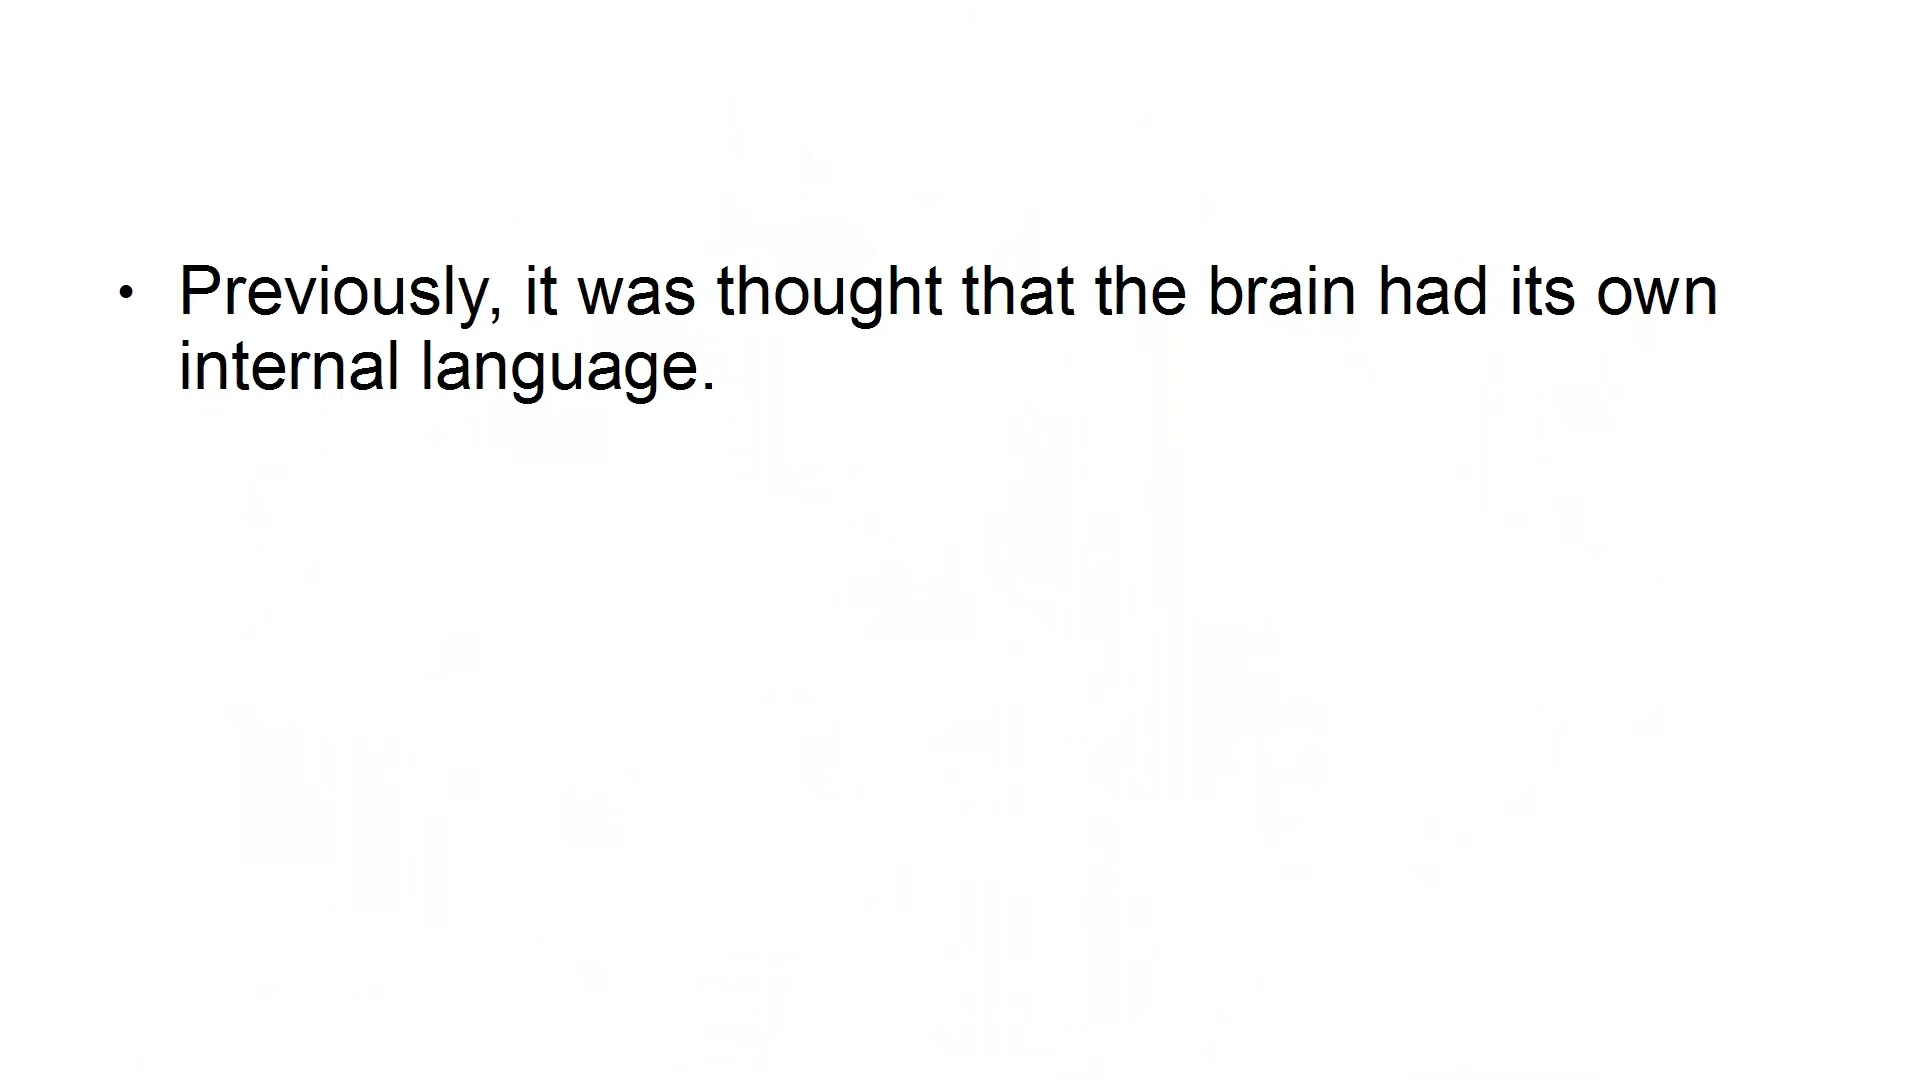 • Previously, it was thought that the brain had its own
internal language.